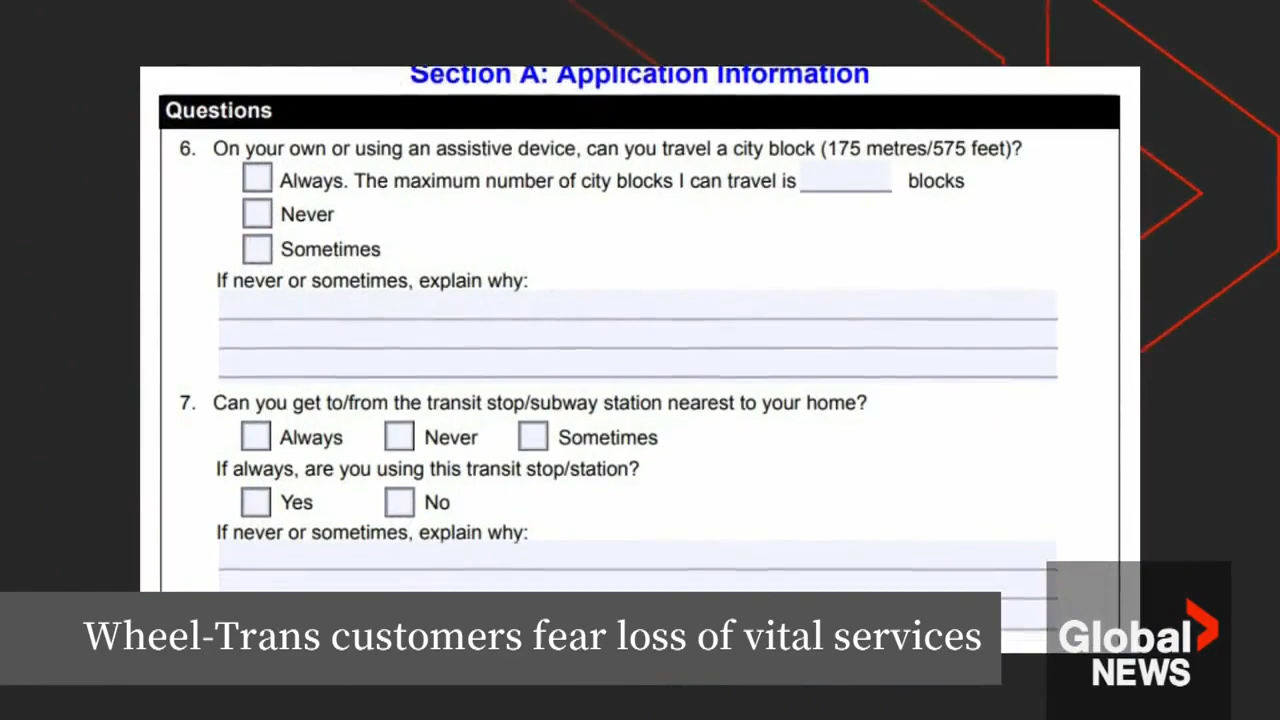 Section A: Application Information
Questions
6. On your own or using an assistive device, can you travel a city block (175 metres/575 feet)?
Always. The maximum number of city blocks I can travel is blocks
Never
Sometimes
If never or sometimes, explain why:
7. Can you get to/from the transit stop/subway station nearest to your home?
Always Never Sometimes
If always, are you using this transit stop/station?
Yes No
If never or sometimes, explain why:
Wheel-Trans customers fear loss of vital services
Global
NEWS